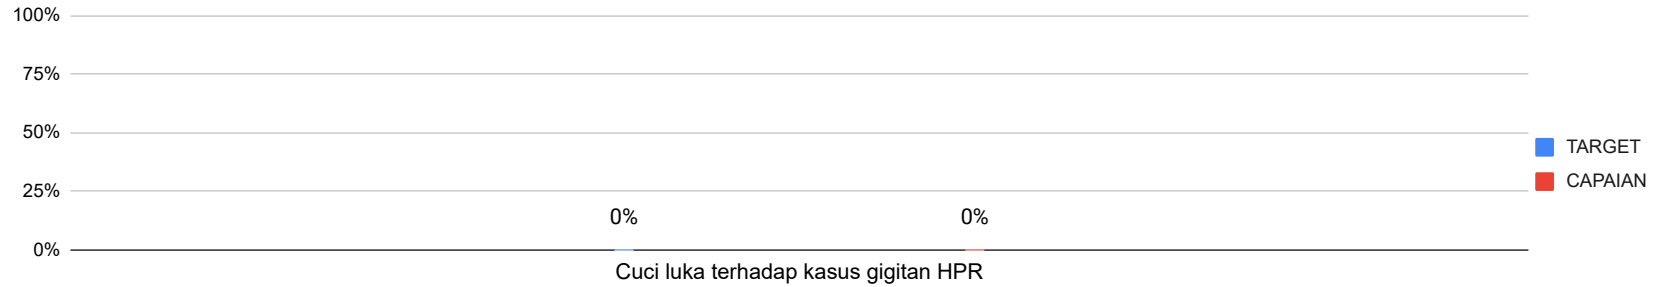 100%
75%
50%
25%
0%
0% 0%
Cuci luka terhadap kasus gigitan HPR
TARGET
CAPAIAN